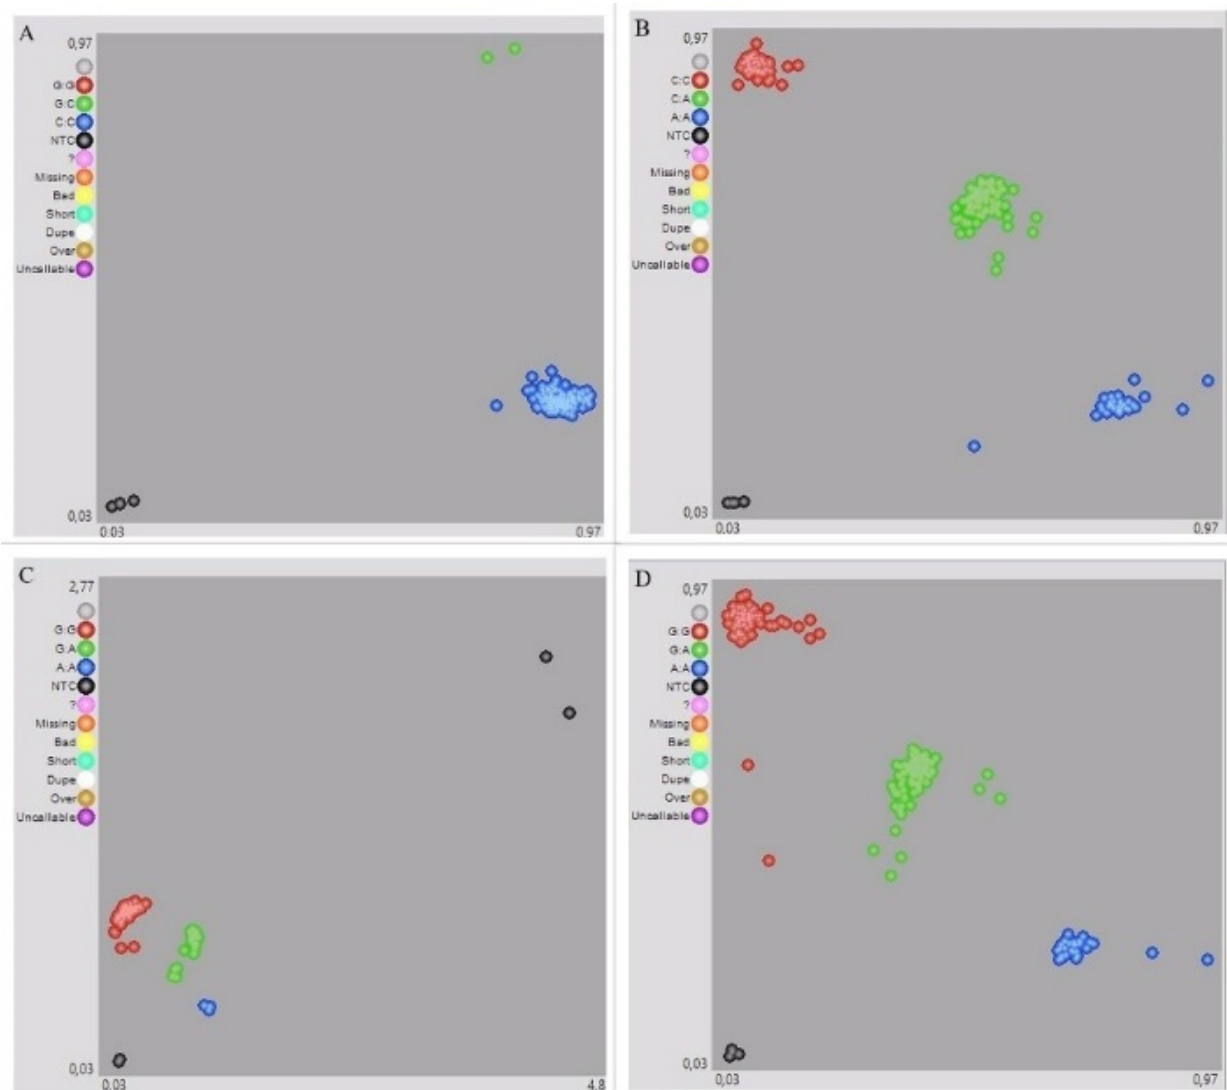 A
0,97
G:G
G:C
C:C
NTC
?
Missing
Bad
Short
Dupe
Over
Uncallable
0,03
0.03 0.97
B
0,97
C:C
C:A
A:A
NTC
?
Missing
Bad
Short
Dupe
Over
Uncallable
0,03
0.03 0,97
C
2,77
G:G
G:A
A:A
NTC
?
Missing
Bad
Short
Dupe
Over
Uncallable
0,03
0.03 4.8
D
0,97
G:G
G:A
A:A
NTC
?
Missing
Bad
Short
Dupe
Over
Uncallable
0,03
0,03 0,97